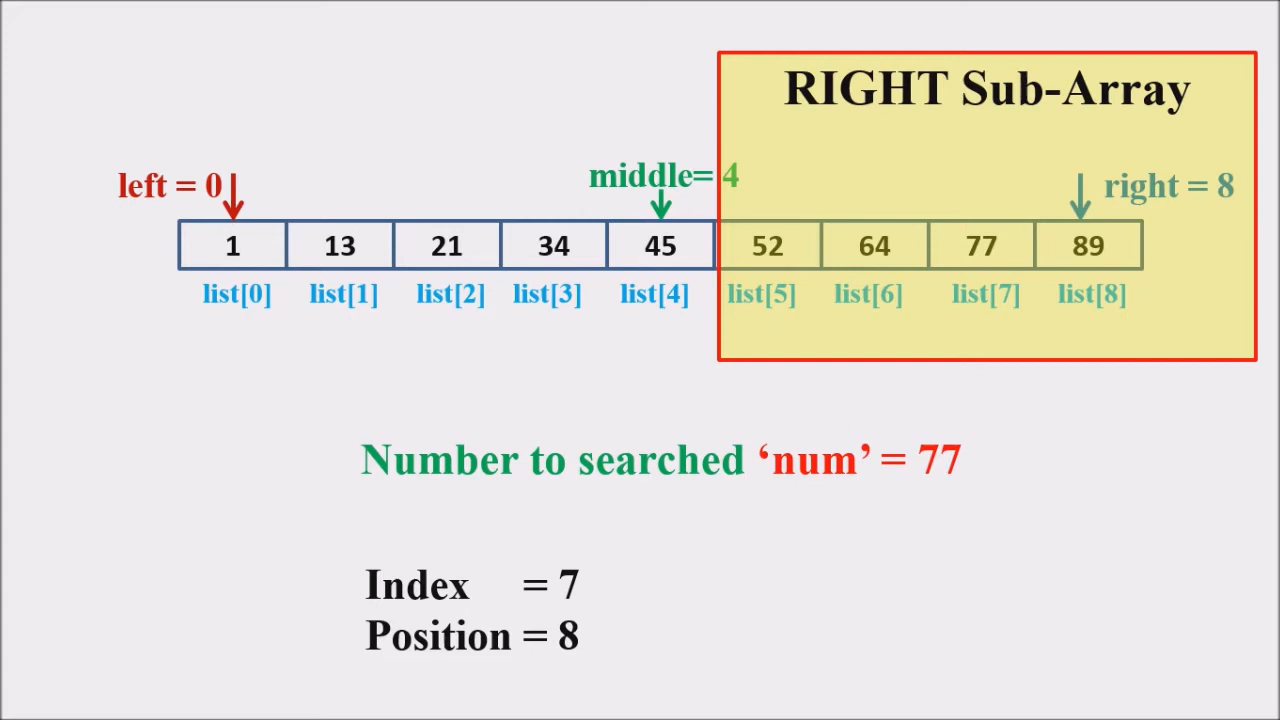 RIGHT Sub-Array
left = 0 middle= 4 right = 8
1 13 21 34 45 52 64 77 89
list[0] list[1] list[2] list[3] list[4] list[5] list[6] list[7] list[8]
Number to searched ‘num’ = 77
Index = 7
Position = 8